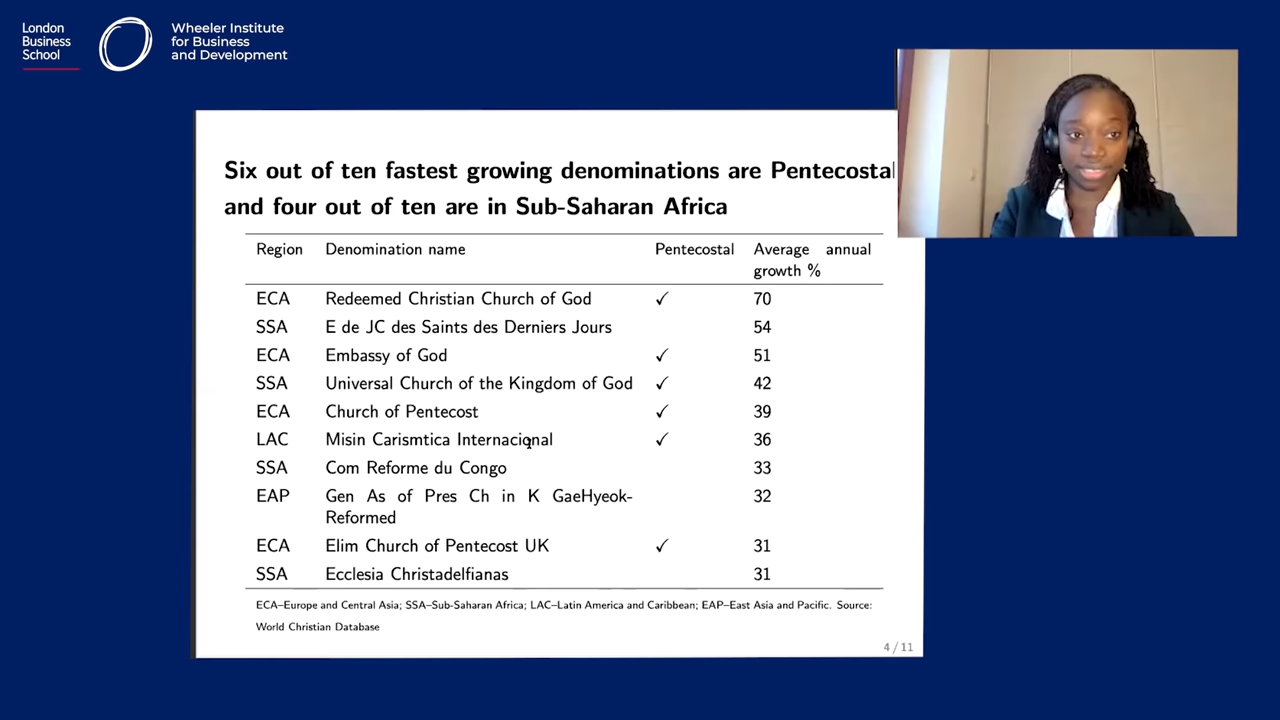 London
Business
School
Wheeler Institute
for Business
and Development
Six out of ten fastest growing denominations are Pentecostal
and four out of ten are in Sub-Saharan Africa
Region Denomination name Pentecostal Average annual
growth %
ECA Redeemed Christian Church of God ✓ 70
SSA E de JC des Saints des Derniers Jours 54
ECA Embassy of God ✓ 51
SSA Universal Church of the Kingdom of God ✓ 42
ECA Church of Pentecost ✓ 39
LAC Misin Carismtica Internacional ✓ 36
SSA Com Reforme du Congo 33
EAP Gen As of Pres Ch in K GaeHyeok- 32
Reformed
ECA Elim Church of Pentecost UK ✓ 31
SSA Ecclesia Christadelfianas 31
ECA–Europe and Central Asia; SSA–Sub-Saharan Africa; LAC–Latin America and Caribbean; EAP–East Asia and Pacific. Source:
World Christian Database
4 / 11